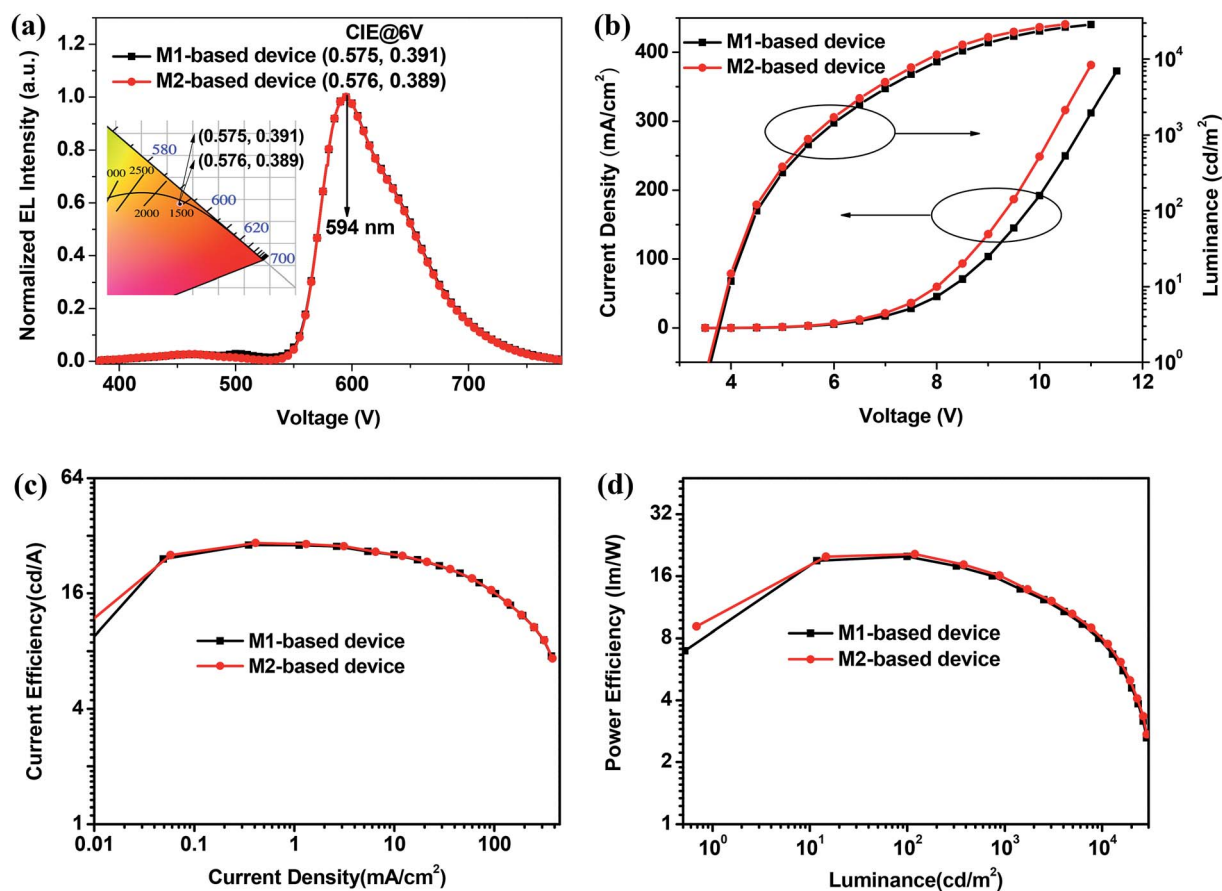 (a)
CIE@6V
M1-based device (0.575, 0.391)
M2-based device (0.576, 0.389)
(0.575, 0.391)
(0.576, 0.389)
580
2500
2000
1500
600
620
700
594 nm
Normalized EL Intensity (a.u.)
1.2
1.0
0.8
0.6
0.4
0.2
0.0
400
500
600
700
Voltage (V)
(b)
M1-based device
M2-based device
Current Density (mA/cm²)
400
300
200
100
0
Luminance (cd/m²)
10⁴
10³
10²
10¹
10⁰
4
6
8
10
Voltage (V)
(c)
Current Efficiency(cd/A)
64
16
4
1
M1-based device
M2-based device
0.01
0.1
1
10
100
Current Density(mA/cm²)
(d)
Power Efficiency (lm/W)
32
16
8
4
2
1
M1-based device
M2-based device
10⁰
10¹
10²
10³
10⁴
Luminance(cd/m²)